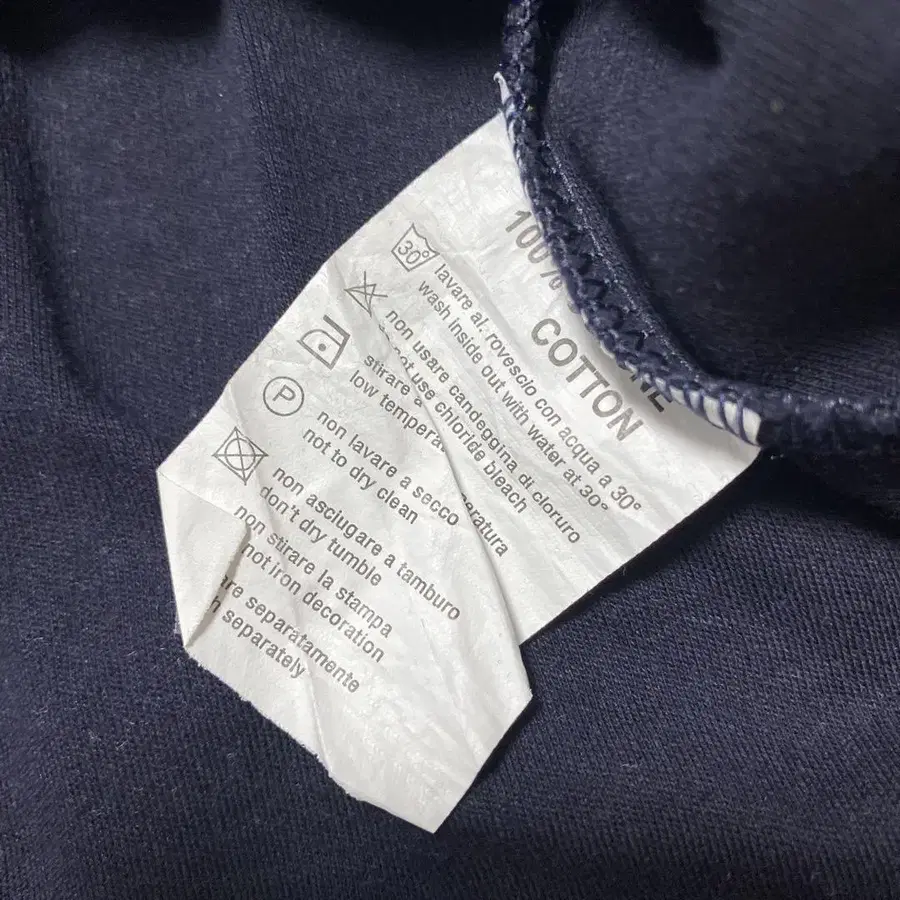 100%
COTTON
30°
lavare al rovescio con acqua a 30°
wash inside out with water at 30°
non usare candeggina di cloruro
not use chloride bleach
stirare a
low tempera
P
non lavare a secco
not to dry clean
non asciugare a tamburo
don't dry tumble
non stirare la stampa
not iron decoration
separatamente
separately